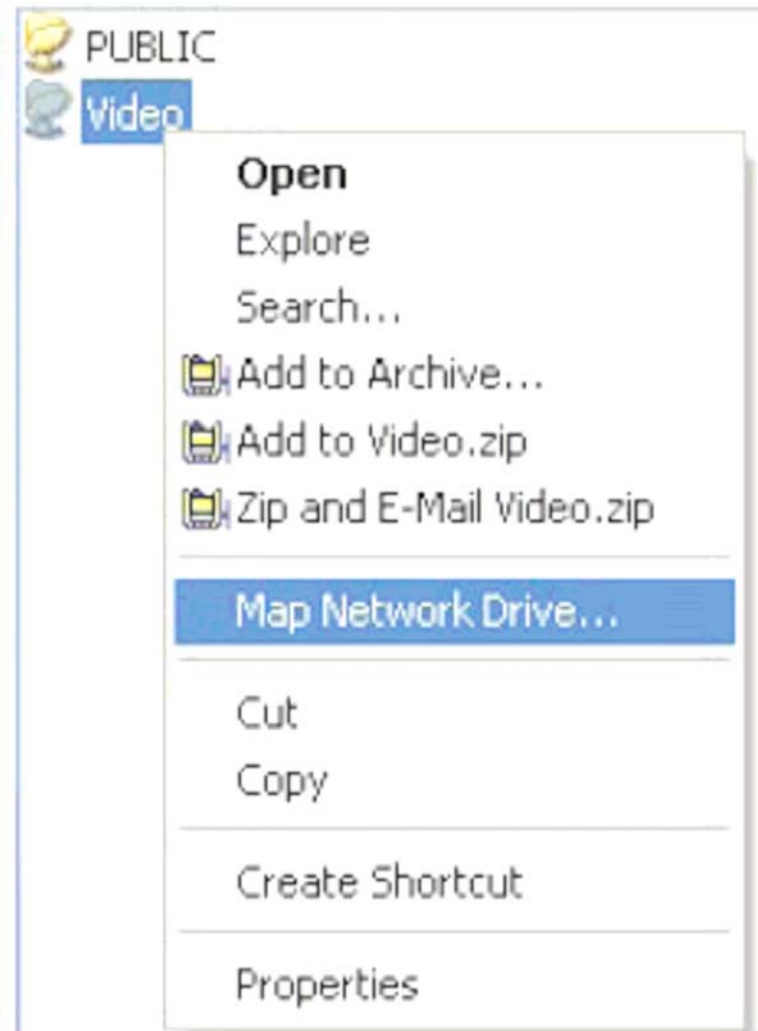 PUBLIC
Video
Open
Explore
Search...
Add to Archive...
Add to Video.zip
Zip and E-Mail Video.zip
Map Network Drive...
Cut
Copy
Create Shortcut
Properties